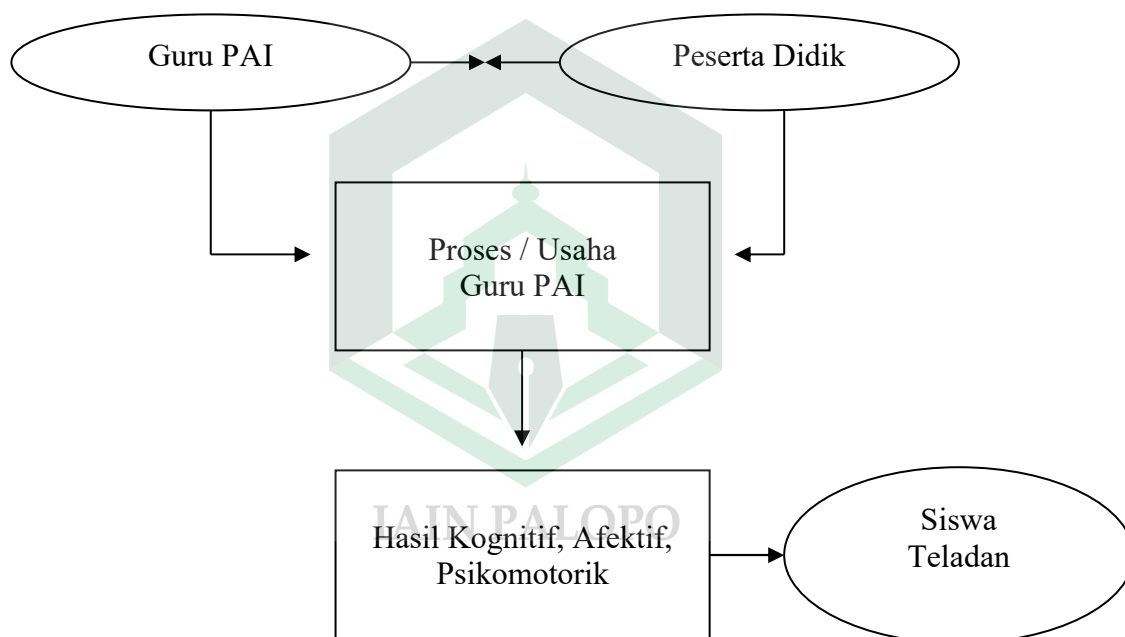 Guru PAI
Peserta Didik
Proses / Usaha
Guru PAI
IAIN PALOPO
Hasil Kognitif, Afektif,
Psikomotorik
Siswa
Teladan